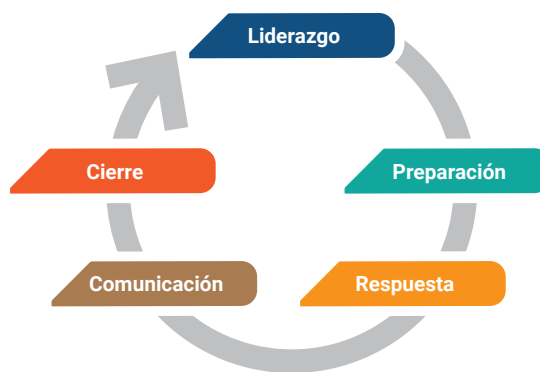 Liderazgo
Preparación
Respuesta
Comunicación
Cierre